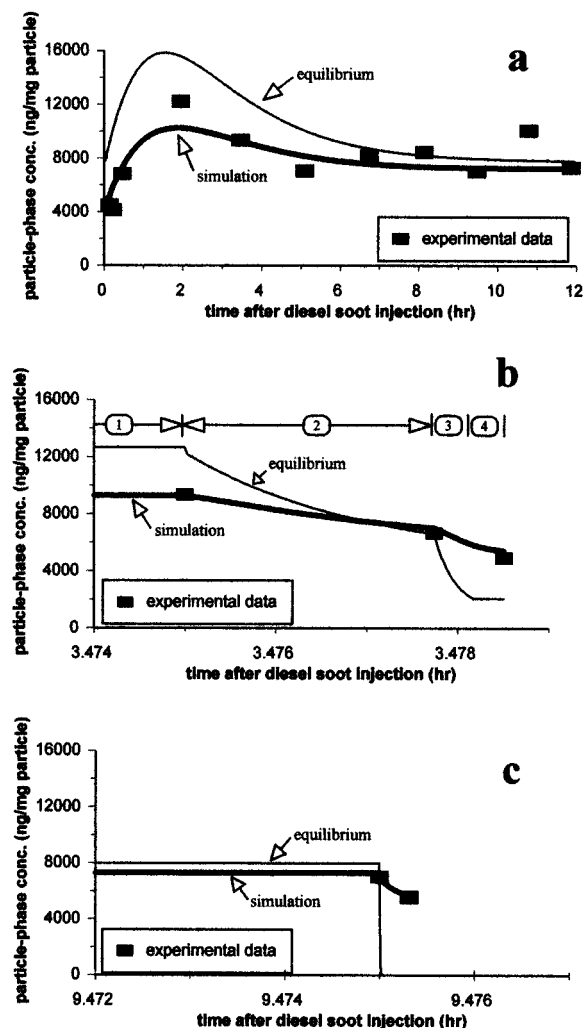 a
particle-phase conc. (ng/mg particle)
16000
12000
8000
4000
0
equilibrium
simulation
experimental data
0 2 4 6 8 10 12
time after diesel soot injection (hr)
b
particle-phase conc. (ng/mg particle)
16000
12000
8000
4000
0
1 2 3 4
equilibrium
simulation
experimental data
3.474 3.476 3.478
time after diesel soot injection (hr)
c
particle-phase conc. (ng/mg particle)
16000
12000
8000
4000
0
equilibrium
simulation
experimental data
9.472 9.474 9.476
time after diesel soot injection (hr)